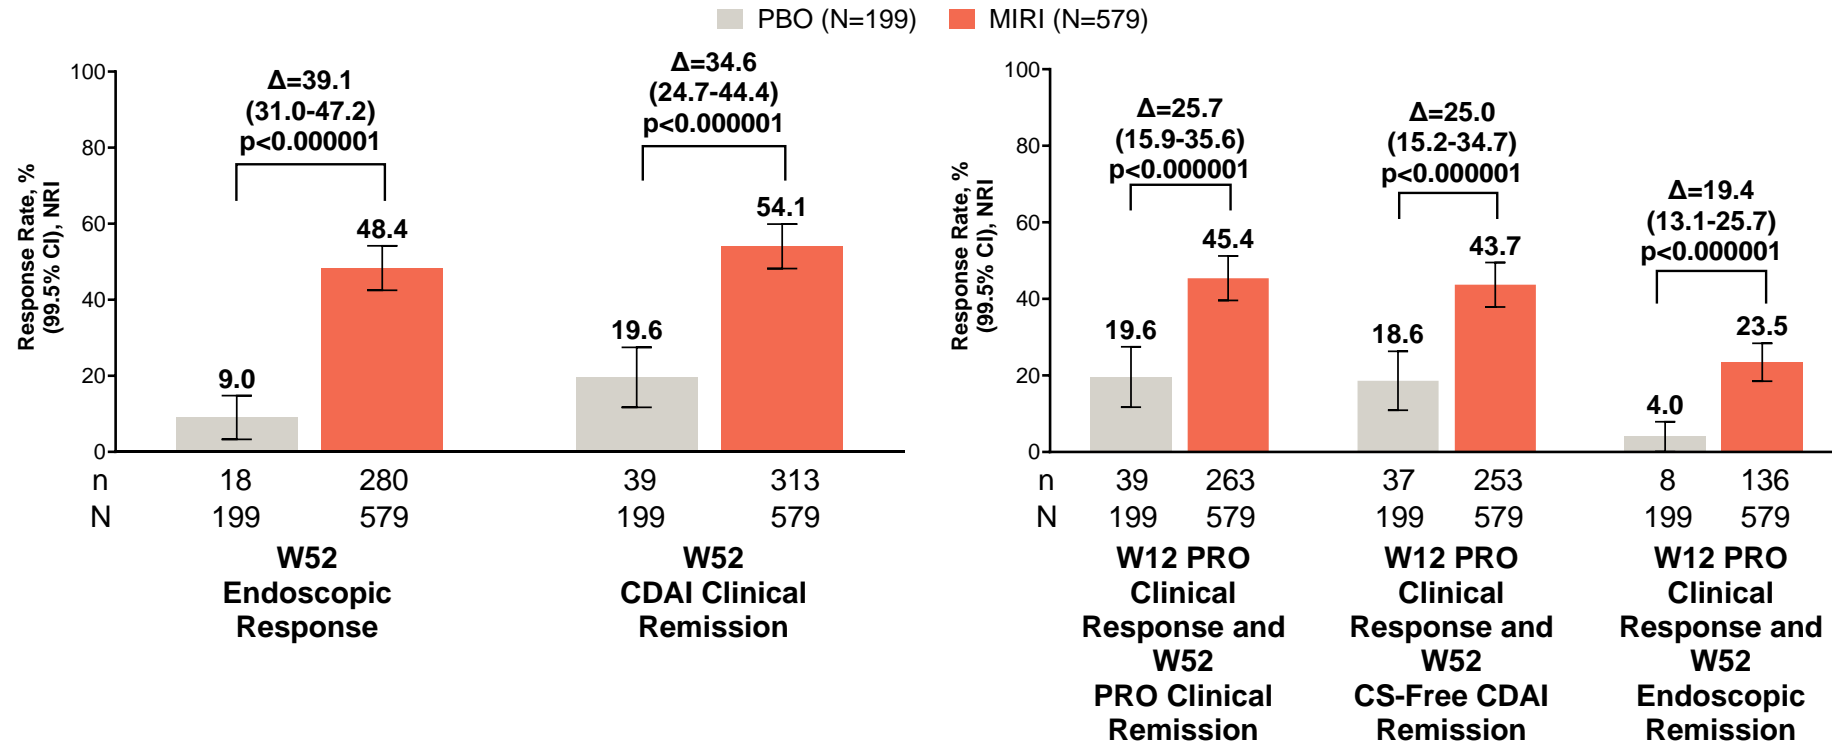 PBO (N=199) MIRI (N=579)
Response Rate, %
(99.5% CI), NRI
100
80
60
40
20
0
Δ=39.1
(31.0-47.2)
p<0.000001
9.0
48.4
Δ=34.6
(24.7-44.4)
p<0.000001
19.6
54.1
n 18 280 39 313
N 199 579 199 579
W52
Endoscopic
Response
W52
CDAI Clinical
Remission
Response Rate, %
(99.5% CI), NRI
100
80
60
40
20
0
Δ=25.7
(15.9-35.6)
p<0.000001
19.6
45.4
Δ=25.0
(15.2-34.7)
p<0.000001
18.6
43.7
Δ=19.4
(13.1-25.7)
p<0.000001
4.0
23.5
n 39 263 37 253 8 136
N 199 579 199 579 199 579
W12 PRO
Clinical
Response and
W52
PRO Clinical
Remission
W12 PRO
Clinical
Response and
W52
CS-Free CDAI
Remission
W12 PRO
Clinical
Response and
W52
Endoscopic
Remission